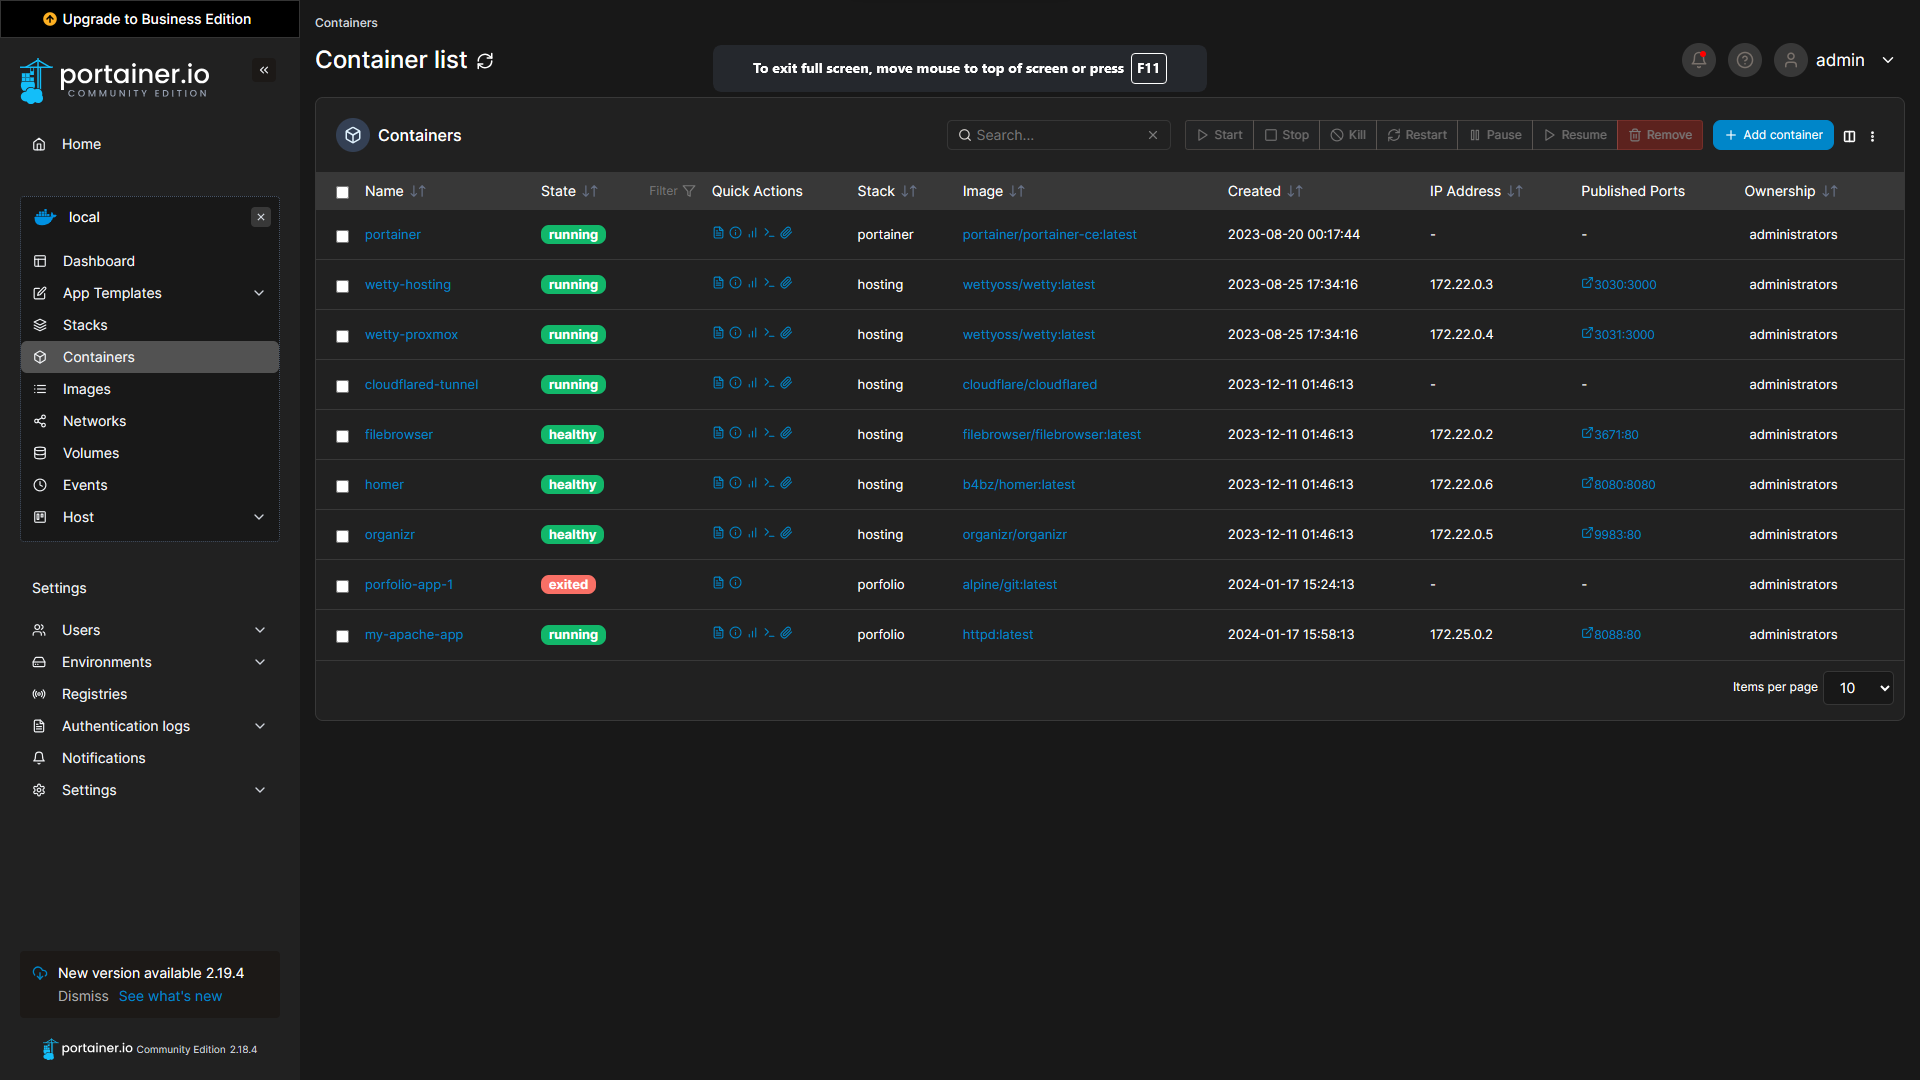 Upgrade to Business Edition
portainer.io
COMMUNITY EDITION
Home
local
Dashboard
App Templates
Stacks
Containers
Images
Networks
Volumes
Events
Host
Settings
Users
Environments
Registries
Authentication logs
Notifications
Settings
New version available 2.19.4
Dismiss See what's new
portainer.io Community Edition 2.18.4
Containers
Container list
To exit full screen, move mouse to top of screen or press F11
admin
Containers
Search... Start Stop Kill Restart Pause Resume Remove Add container
Name State Filter Quick Actions Stack Image Created IP Address Published Ports Ownership
portainer running portainer portainer/portainer-ce:latest 2023-08-20 00:17:44 - - administrators
wetty-hosting running hosting wettyoss/wetty:latest 2023-08-25 17:34:16 172.22.0.3 3030:3000 administrators
wetty-proxmox running hosting wettyoss/wetty:latest 2023-08-25 17:34:16 172.22.0.4 3031:3000 administrators
cloudflared-tunnel running hosting cloudflare/cloudflared 2023-12-11 01:46:13 - - administrators
filebrowser healthy hosting filebrowser/filebrowser:latest 2023-12-11 01:46:13 172.22.0.2 3671:80 administrators
homer healthy hosting b4bz/homer:latest 2023-12-11 01:46:13 172.22.0.6 8080:8080 administrators
organizr healthy hosting organizr/organizr 2023-12-11 01:46:13 172.22.0.5 9983:80 administrators
porfolio-app-1 exited porfolio alpine/git:latest 2024-01-17 15:24:13 - - administrators
my-apache-app running porfolio httpd:latest 2024-01-17 15:58:13 172.25.0.2 8088:80 administrators
Items per page 10